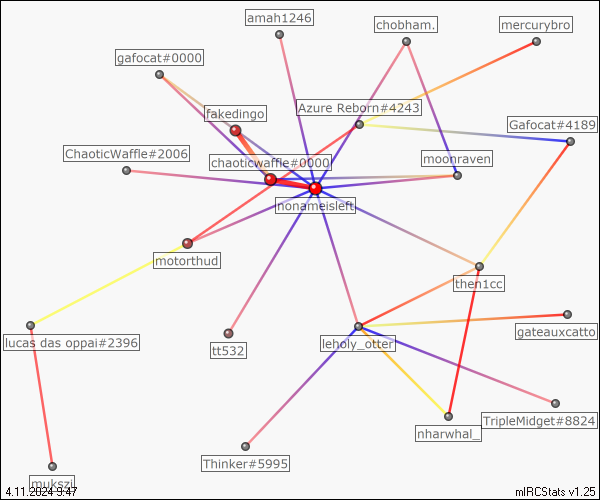 amah1246
chobham.
mercurybro
gafocat#0000
fakedingo
Azure Reborn#4243
Gafocat#4189
ChaoticWaffle#2006
chaoticwaffle#0000
moonraven
nonameisleft
motorthud
then1cc
gateauxcatto
lucas das oppai#2396
tt532
leholy_otter
TripleMidget#8824
nharwhal_
Thinker#5995
mukszi
4.11.2024 9:47
mIRCStats v1.25